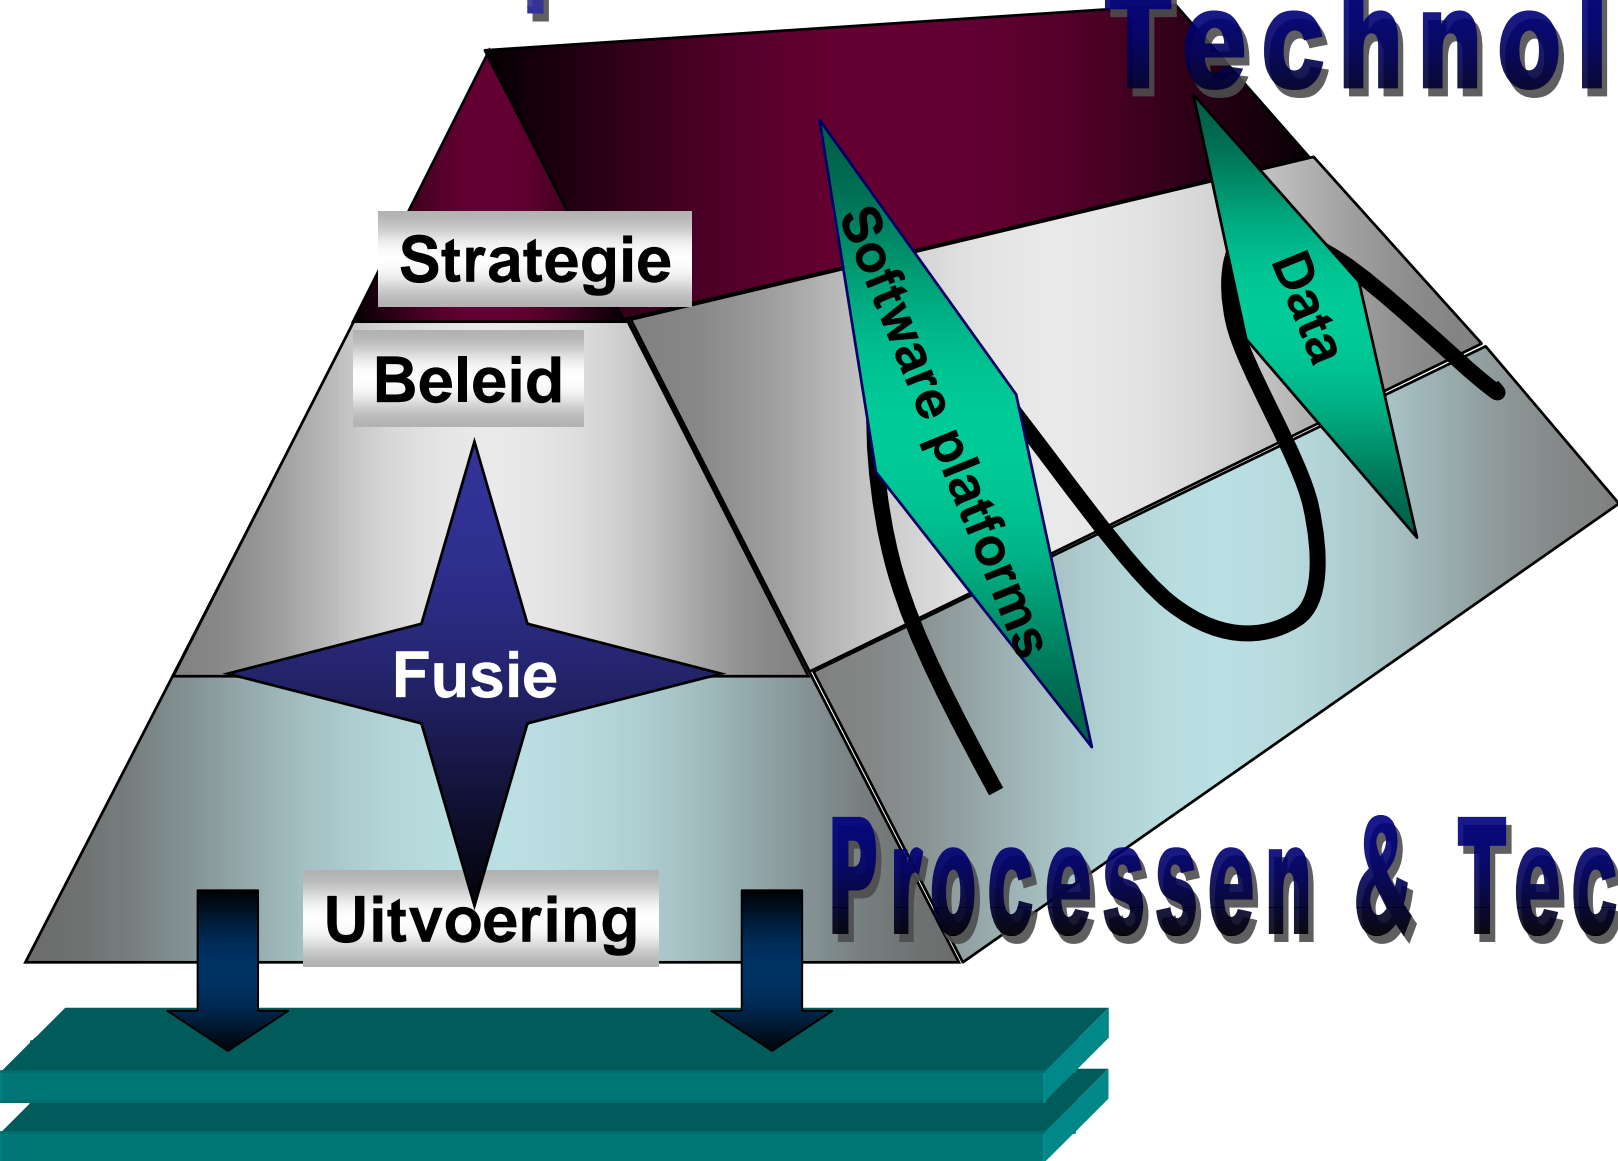 Technol
Strategie
Software platforms
Data
Beleid
Fusie
Uitvoering
Processen & Tec